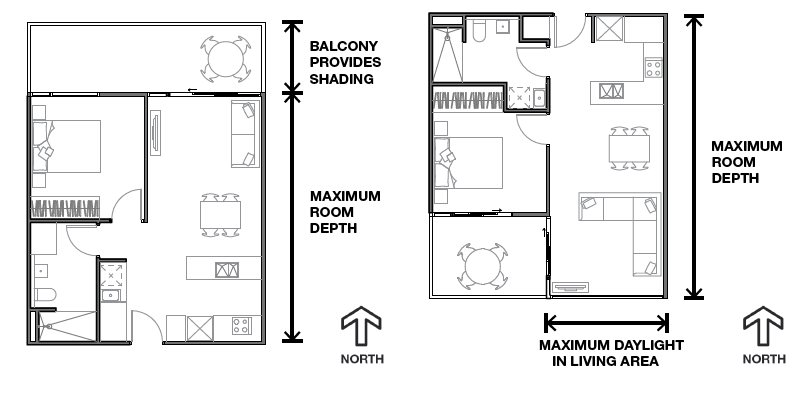 BALCONY
PROVIDES
SHADING
MAXIMUM
ROOM
DEPTH
NORTH
MAXIMUM
ROOM
DEPTH
MAXIMUM DAYLIGHT
IN LIVING AREA
NORTH